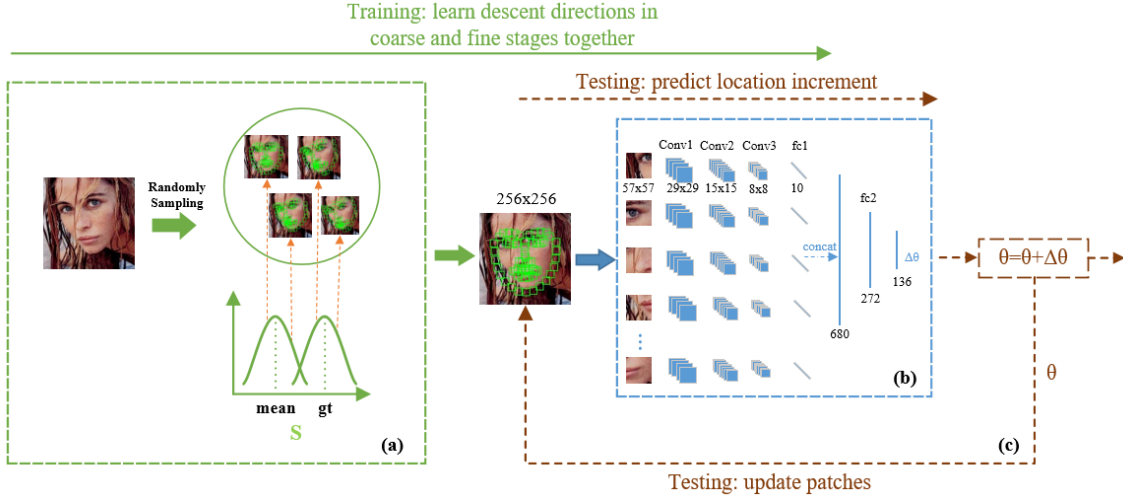 Training: learn descent directions in
coarse and fine stages together
Testing: predict location increment
Randomly
Sampling
mean gt
S
(a)
256x256
Conv1 Conv2 Conv3 fc1
57x57 29x29 15x15 8x8 10
fc2
concat
Δθ
136
272
680
(b)
θ=θ+Δθ
θ
(c)
Testing: update patches